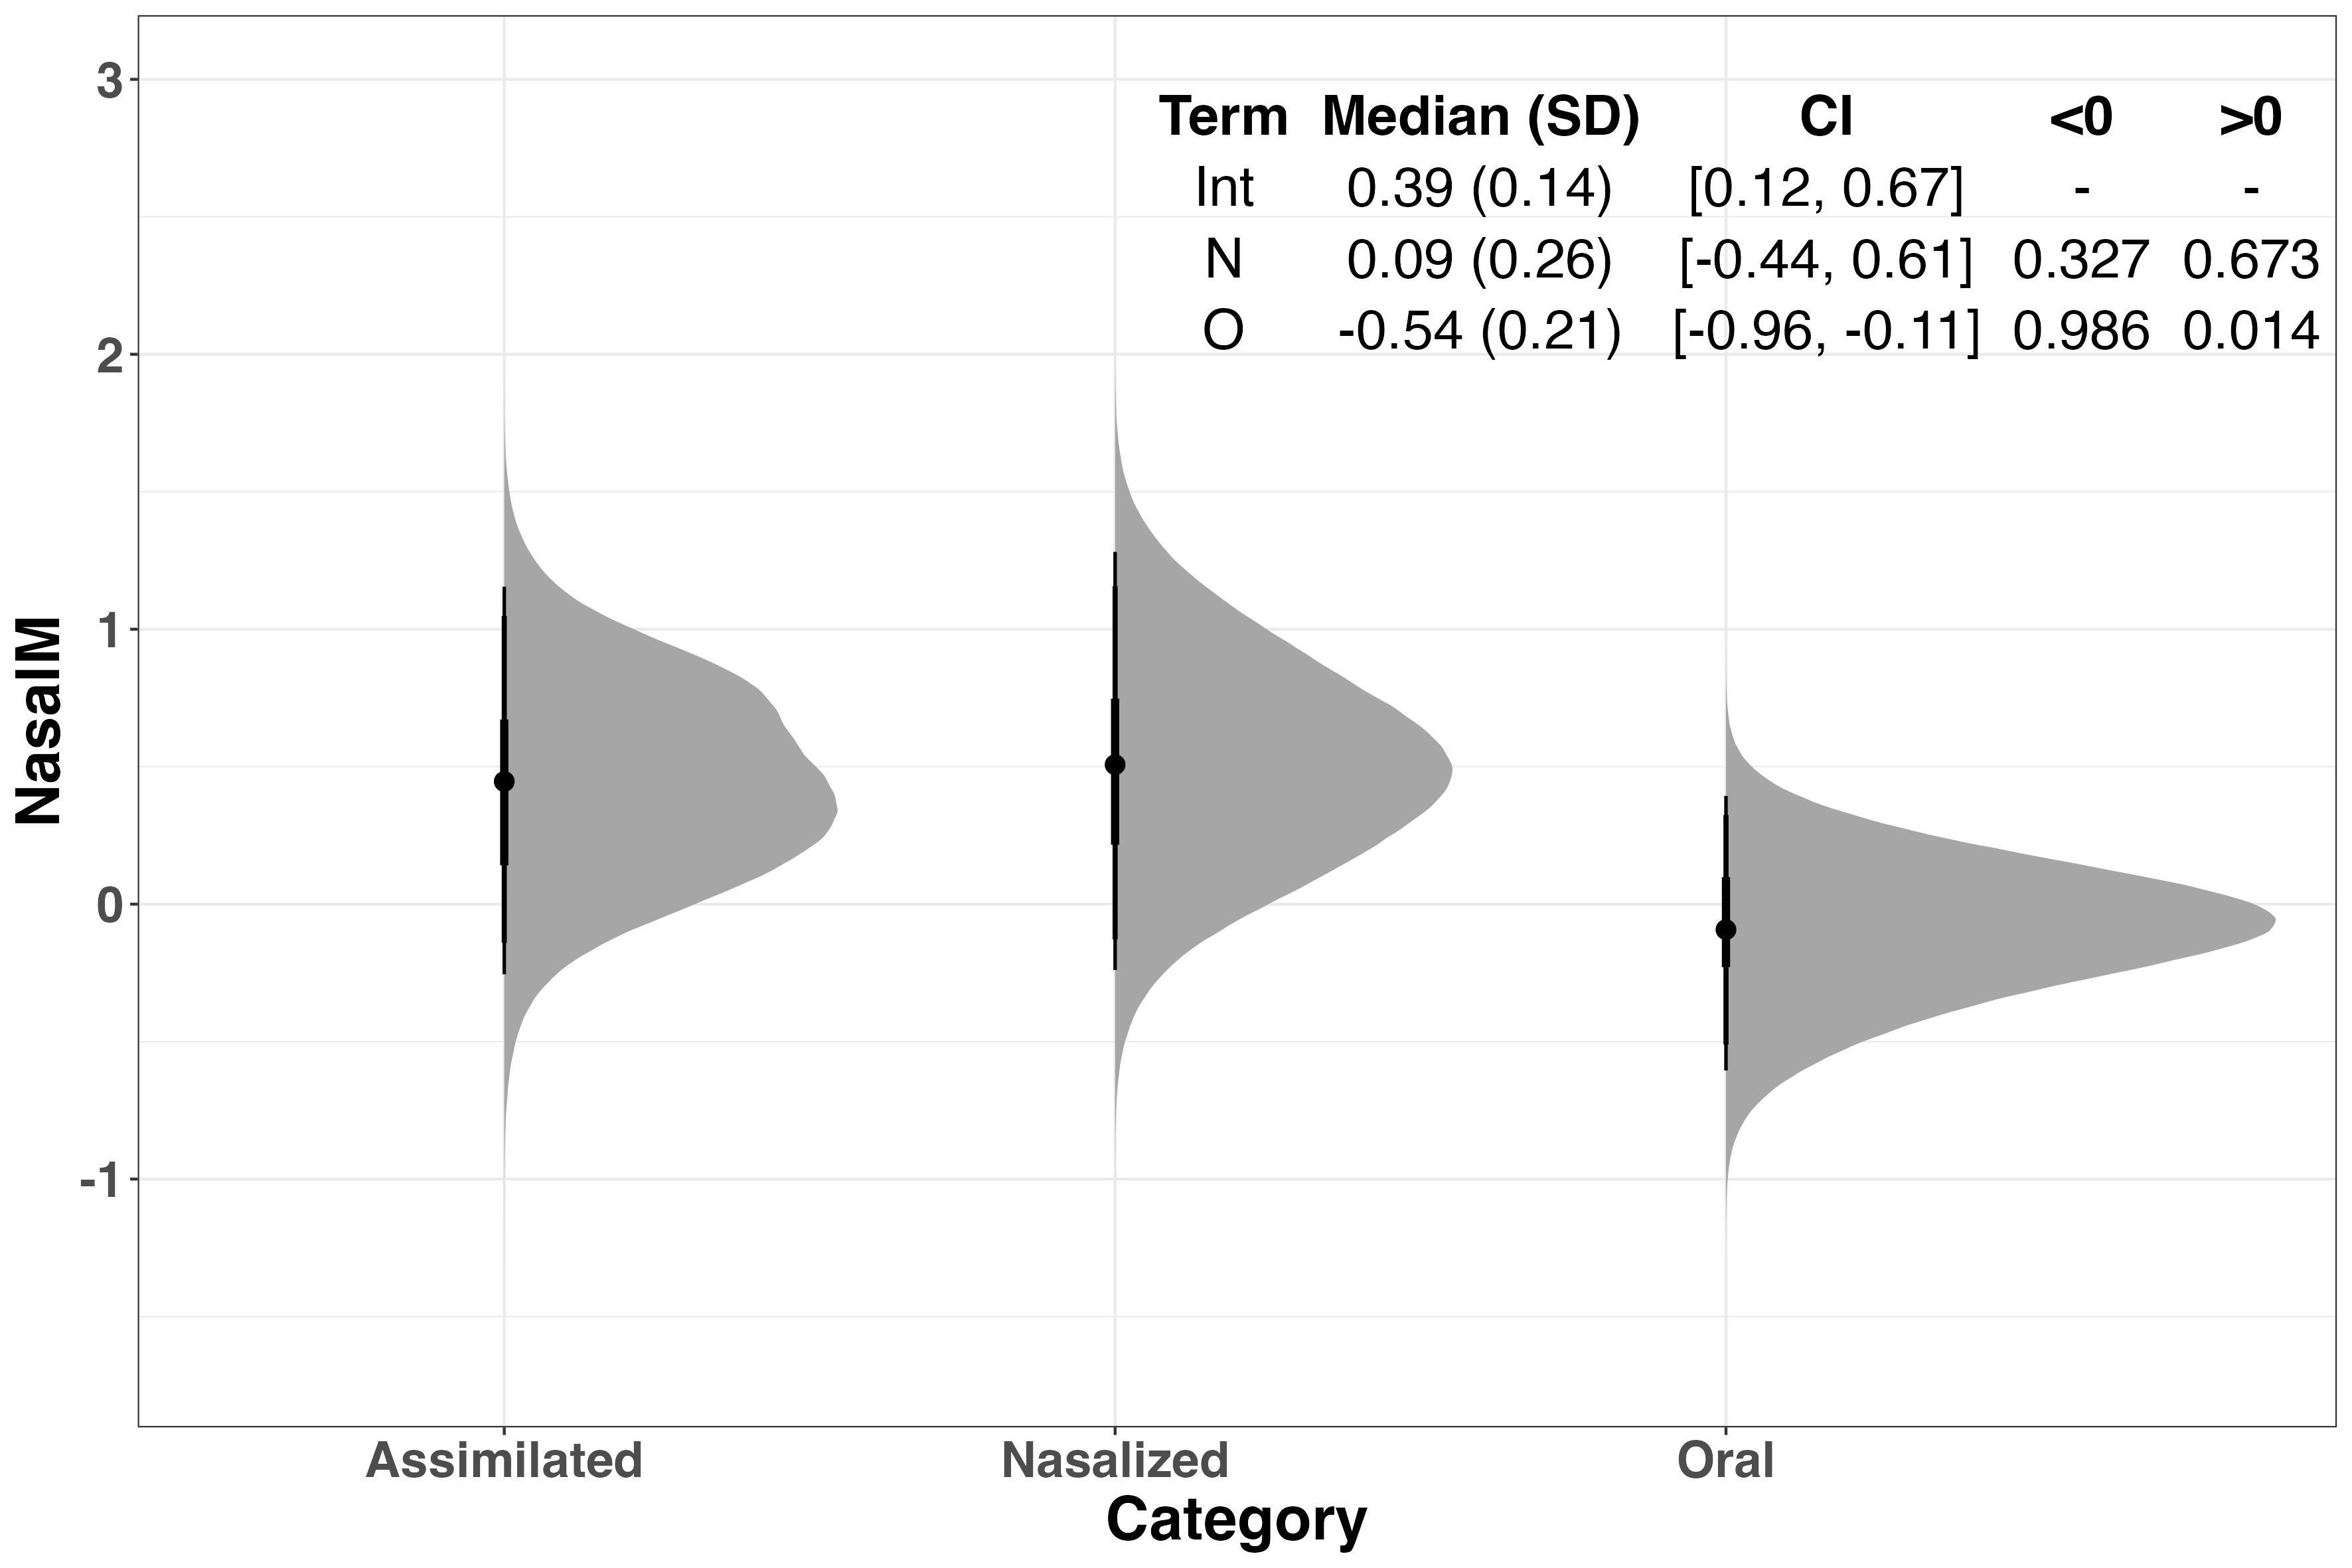 3
Term Median (SD) CI <0 >0
Int 0.39 (0.14) [0.12, 0.67] - -
N 0.09 (0.26) [-0.44, 0.61] 0.327 0.673
O -0.54 (0.21) [-0.96, -0.11] 0.986 0.014
2
1
NasalM
0
-1
Assimilated Nasalized Oral
Category